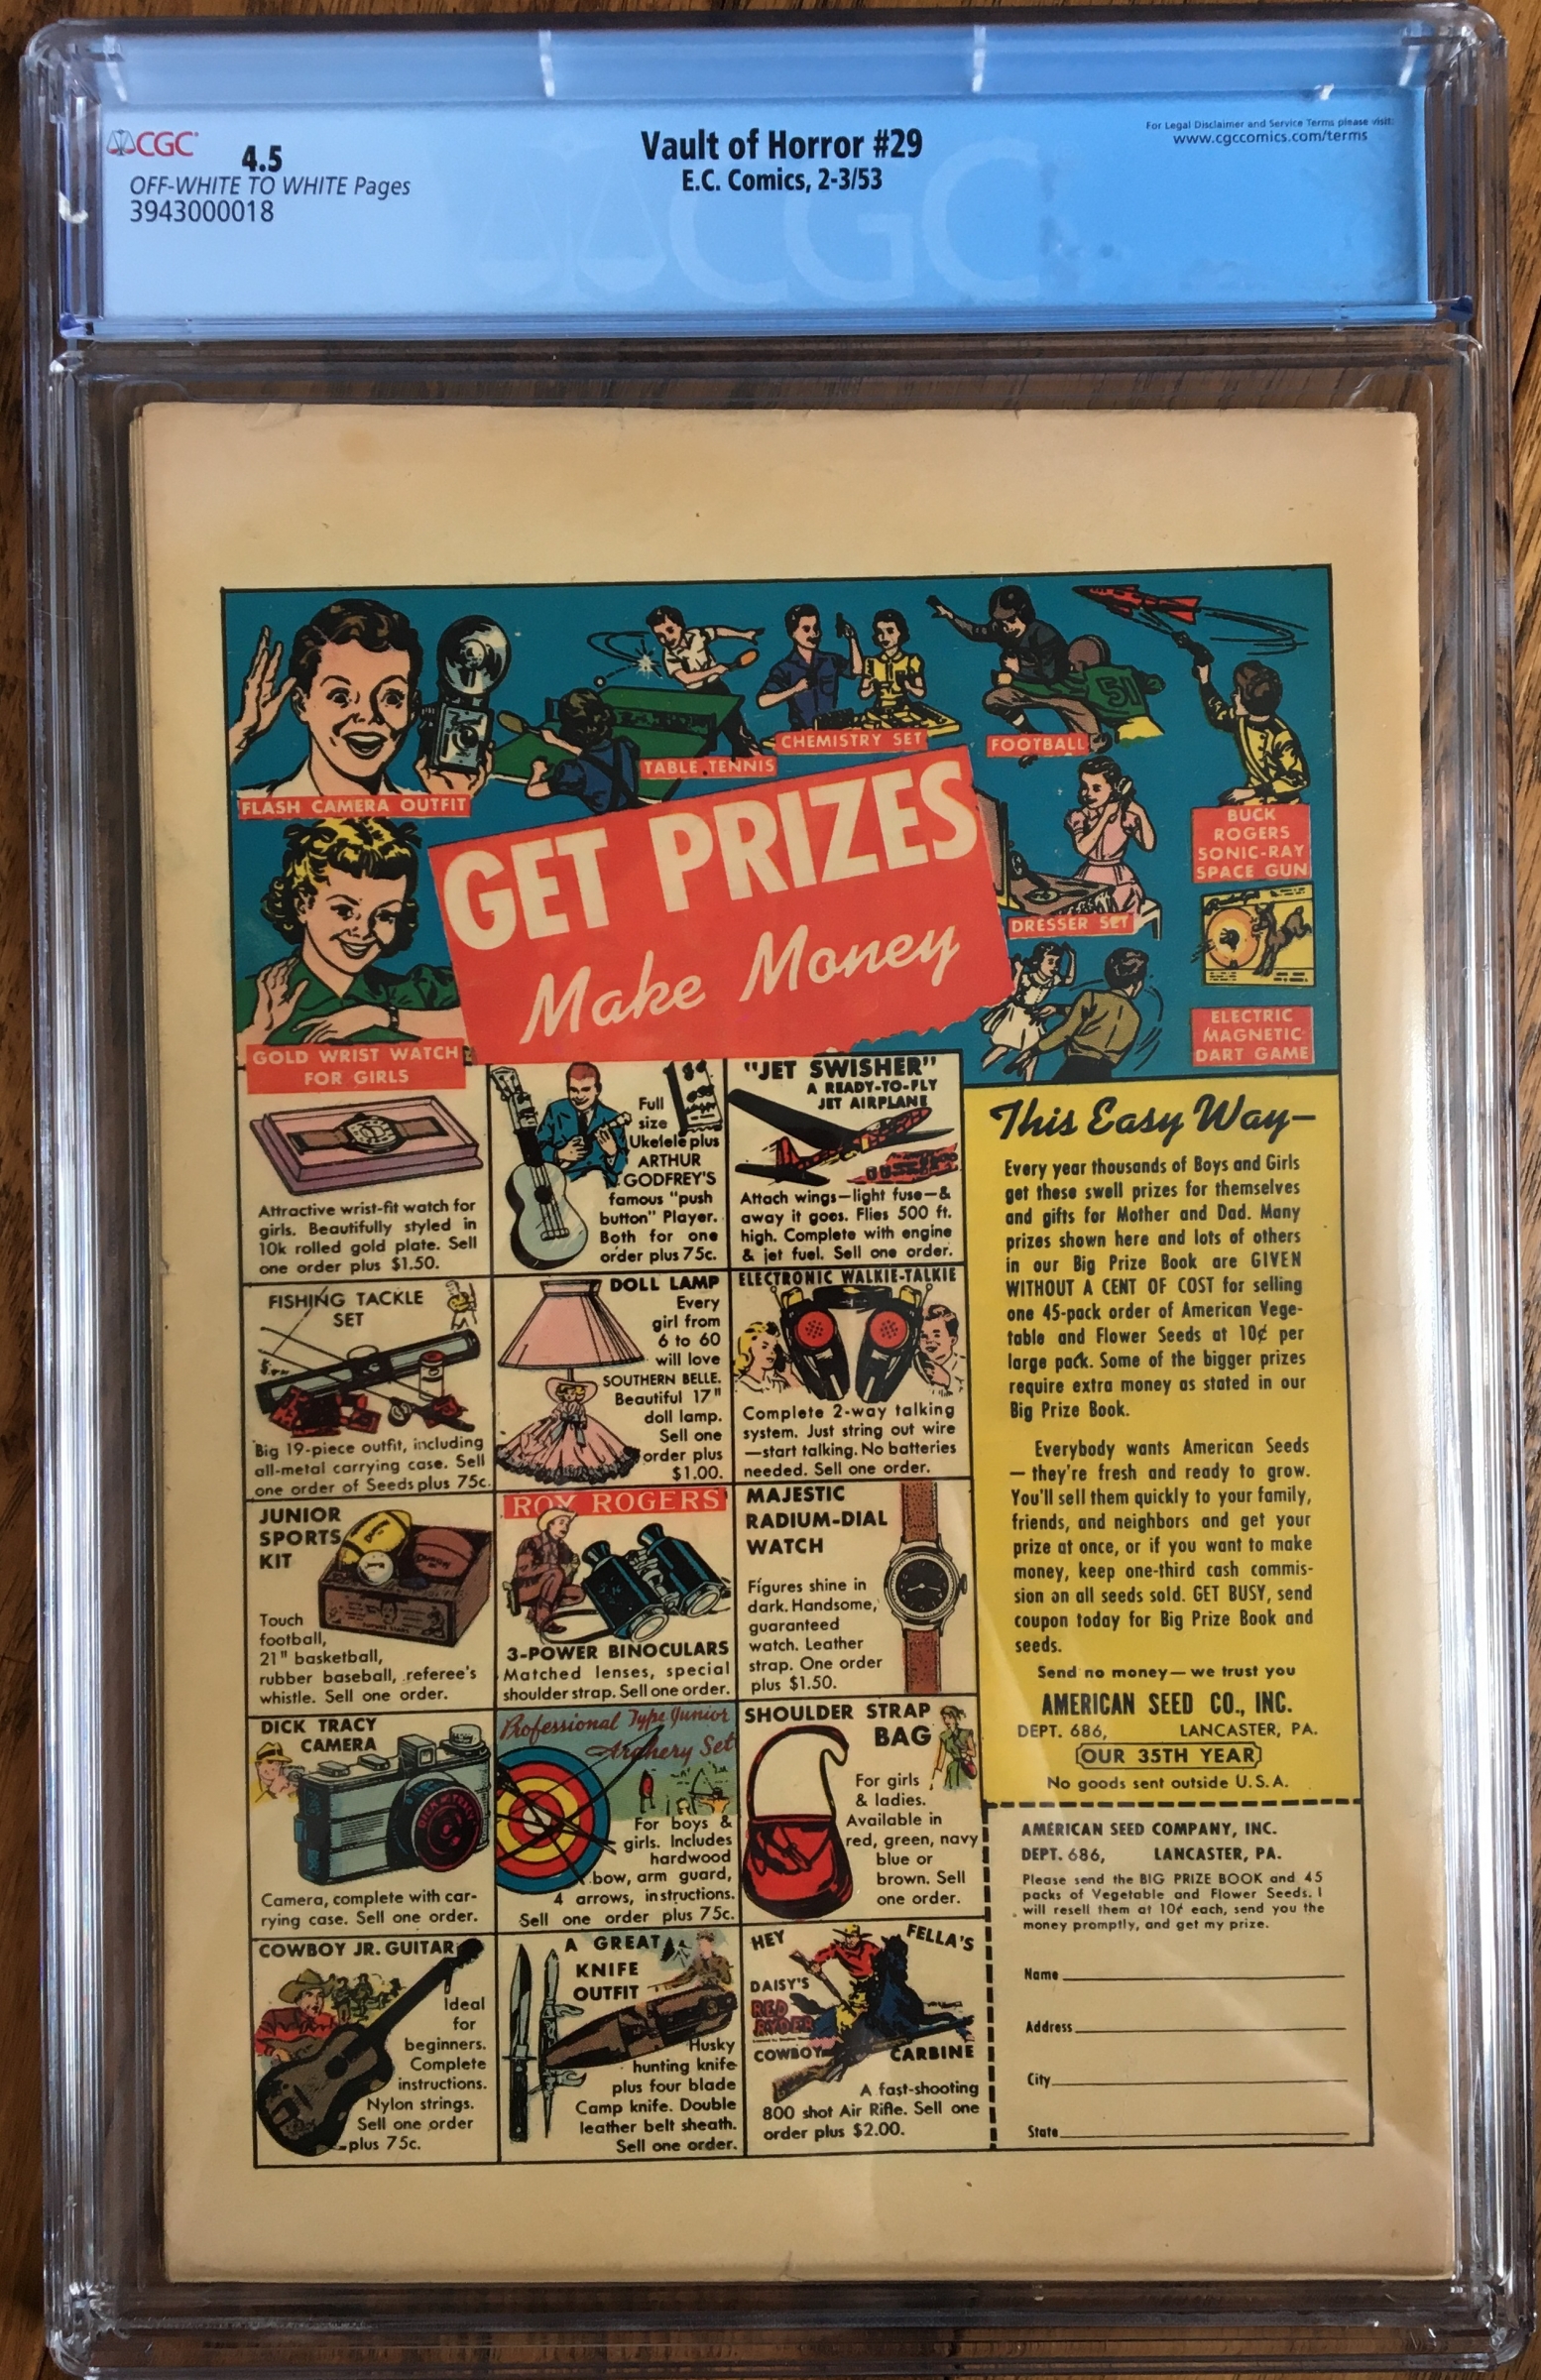 CGC
4.5
OFF-WHITE TO WHITE Pages
3943000018
Vault of Horror #29
E.C. Comics, 2-3/53
For Legal Disclaimer and Service Terms please visit:
www.cgccomics.com/terms
CGC
FLASH CAMERA OUTFIT
TABLE TENNIS
CHEMISTRY SET
FOOTBALL
51
BUCK
ROGERS
SONIC-RAY
SPACE GUN
GET PRIZES
Make Money
DRESSER SET
ELECTRIC
MAGNETIC
DART GAME
GOLD WRIST WATCH
FOR GIRLS
Attractive wrist-fit watch for
girls. Beautifully styled in
10k rolled gold plate. Sell
one order plus $1.50.
Full
size
Ukelele plus
ARTHUR
GODFREY'S
famous "push
button" Player.
Both for one
order plus 75c.
"JET SWISHER"
A READY-TO-FLY
JET AIRPLANE
Attach wings—light fuse—&
away it goes. Flies 500 ft.
high. Complete with engine
& jet fuel. Sell one order.
FISHING TACKLE
SET
Big 19-piece outfit, including
all-metal carrying case. Sell
one order of Seeds plus 75c.
DOLL LAMP
Every
girl from
6 to 60
will love
SOUTHERN BELLE.
Beautiful 17"
doll lamp.
Sell one
order plus
$1.00.
ELECTRONIC WALKIE-TALKIE
Complete 2-way talking
system. Just string out wire
—start talking. No batteries
needed. Sell one order.
JUNIOR
SPORTS
KIT
Touch
football,
21" basketball,
rubber baseball, referee's
whistle. Sell one order.
ROY ROGERS
3-POWER BINOCULARS
Matched lenses, special
shoulder strap. Sell one order.
MAJESTIC
RADIUM-DIAL
WATCH
Figures shine in
dark. Handsome,
guaranteed
watch. Leather
strap. One order
plus $1.50.
DICK TRACY
CAMERA
Camera, complete with car-
rying case. Sell one order.
Professional Type Junior
Archery Set
For boys &
girls. Includes
hardwood
bow, arm guard,
4 arrows, instructions.
Sell one order plus 75c.
SHOULDER STRAP
BAG
For girls
& ladies.
Available in
red, green, navy
blue or
brown. Sell
one order.
COWBOY JR. GUITAR
Ideal
for
beginners.
Complete
instructions.
Nylon strings.
Sell one order
plus 75c.
A GREAT
KNIFE
OUTFIT
Husky
hunting knife
plus four blade
Camp knife. Double
leather belt sheath.
Sell one order.
HEY FELLA'S
DAISY'S
RED
RYDER
COWBOY CARBINE
A fast-shooting
800 shot Air Rifle. Sell one
order plus $2.00.
This Easy Way—
Every year thousands of Boys and Girls
get these swell prizes for themselves
and gifts for Mother and Dad. Many
prizes shown here and lots of others
in our Big Prize Book are GIVEN
WITHOUT A CENT OF COST for selling
one 45-pack order of American Vege-
table and Flower Seeds at 10¢ per
large pack. Some of the bigger prizes
require extra money as stated in our
Big Prize Book.
Everybody wants American Seeds
— they're fresh and ready to grow.
You'll sell them quickly to your family,
friends, and neighbors and get your
prize at once, or if you want to make
money, keep one-third cash commis-
sion on all seeds sold. GET BUSY, send
coupon today for Big Prize Book and
seeds.
Send no money—we trust you
AMERICAN SEED CO., INC.
DEPT. 686, LANCASTER, PA.
OUR 35TH YEAR
No goods sent outside U.S.A.
AMERICAN SEED COMPANY, INC.
DEPT. 686, LANCASTER, PA.
Please send the BIG PRIZE BOOK and 45
packs of Vegetable and Flower Seeds. I
will resell them at 10¢ each, send you the
money promptly, and get my prize.
Name
Address
City
State